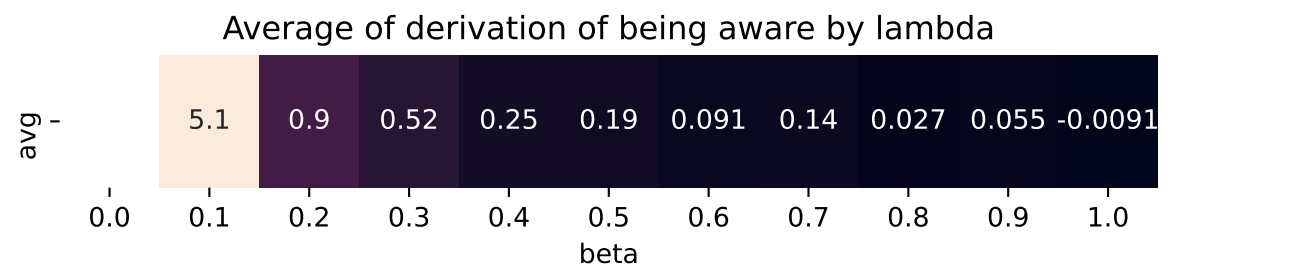 Average of derivation of being aware by lambda
avg
5.1 0.9 0.52 0.25 0.19 0.091 0.14 0.027 0.055 -0.0091
0.0 0.1 0.2 0.3 0.4 0.5 0.6 0.7 0.8 0.9 1.0
beta